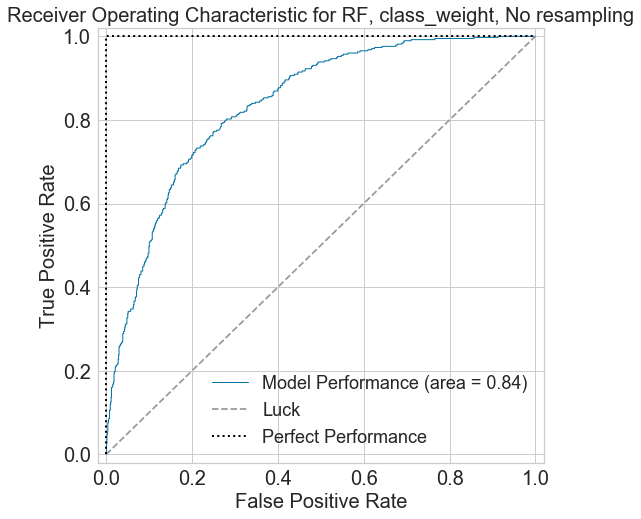 Receiver Operating Characteristic for RF, class_weight, No resampling
1.0
0.8
0.6
0.4
0.2
0.0
True Positive Rate
Model Performance (area = 0.84)
Luck
Perfect Performance
0.0 0.2 0.4 0.6 0.8 1.0
False Positive Rate